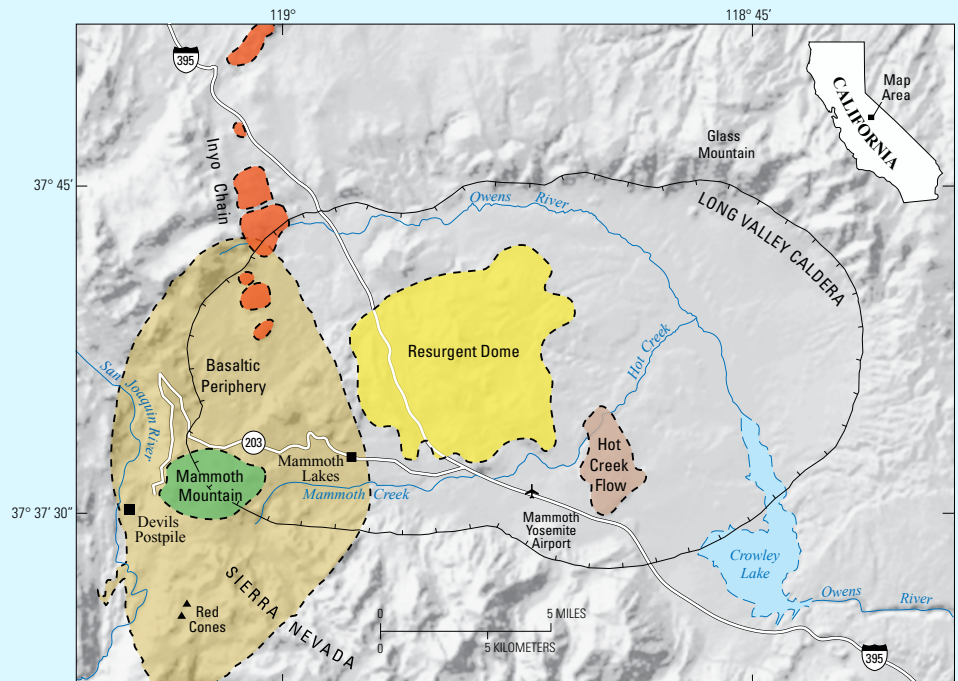 119°
118° 45′
395
CALIFORNIA
Map
Area
Glass
Mountain
Inyo Chain
37° 45′
Owens River
LONG VALLEY CALDERA
Resurgent Dome
Hot Creek
Basaltic
Periphery
San Joaquin River
203
Mammoth
Lakes
Mammoth
Mountain
Hot
Creek
Flow
Mammoth Creek
37° 37′ 30″
Devils
Postpile
Mammoth
Yosemite
Airport
Crowley
Lake
SIERRA NEVADA
Red
Cones
0 5 MILES
0 5 KILOMETERS
Owens River
395